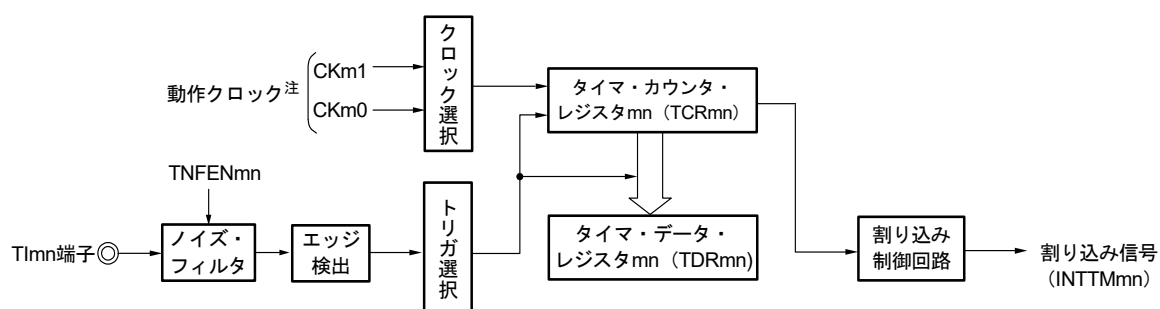 動作クロック注
CKm1
CKm0
クロック選択
タイマ・カウンタ・
レジスタmn（TCRmn）
TNFENmn
TImn端子
ノイズ・
フィルタ
エッジ
検出
トリガ選択
タイマ・データ・
レジスタmn（TDRmn)
割り込み
制御回路
割り込み信号
（INTTMmn）